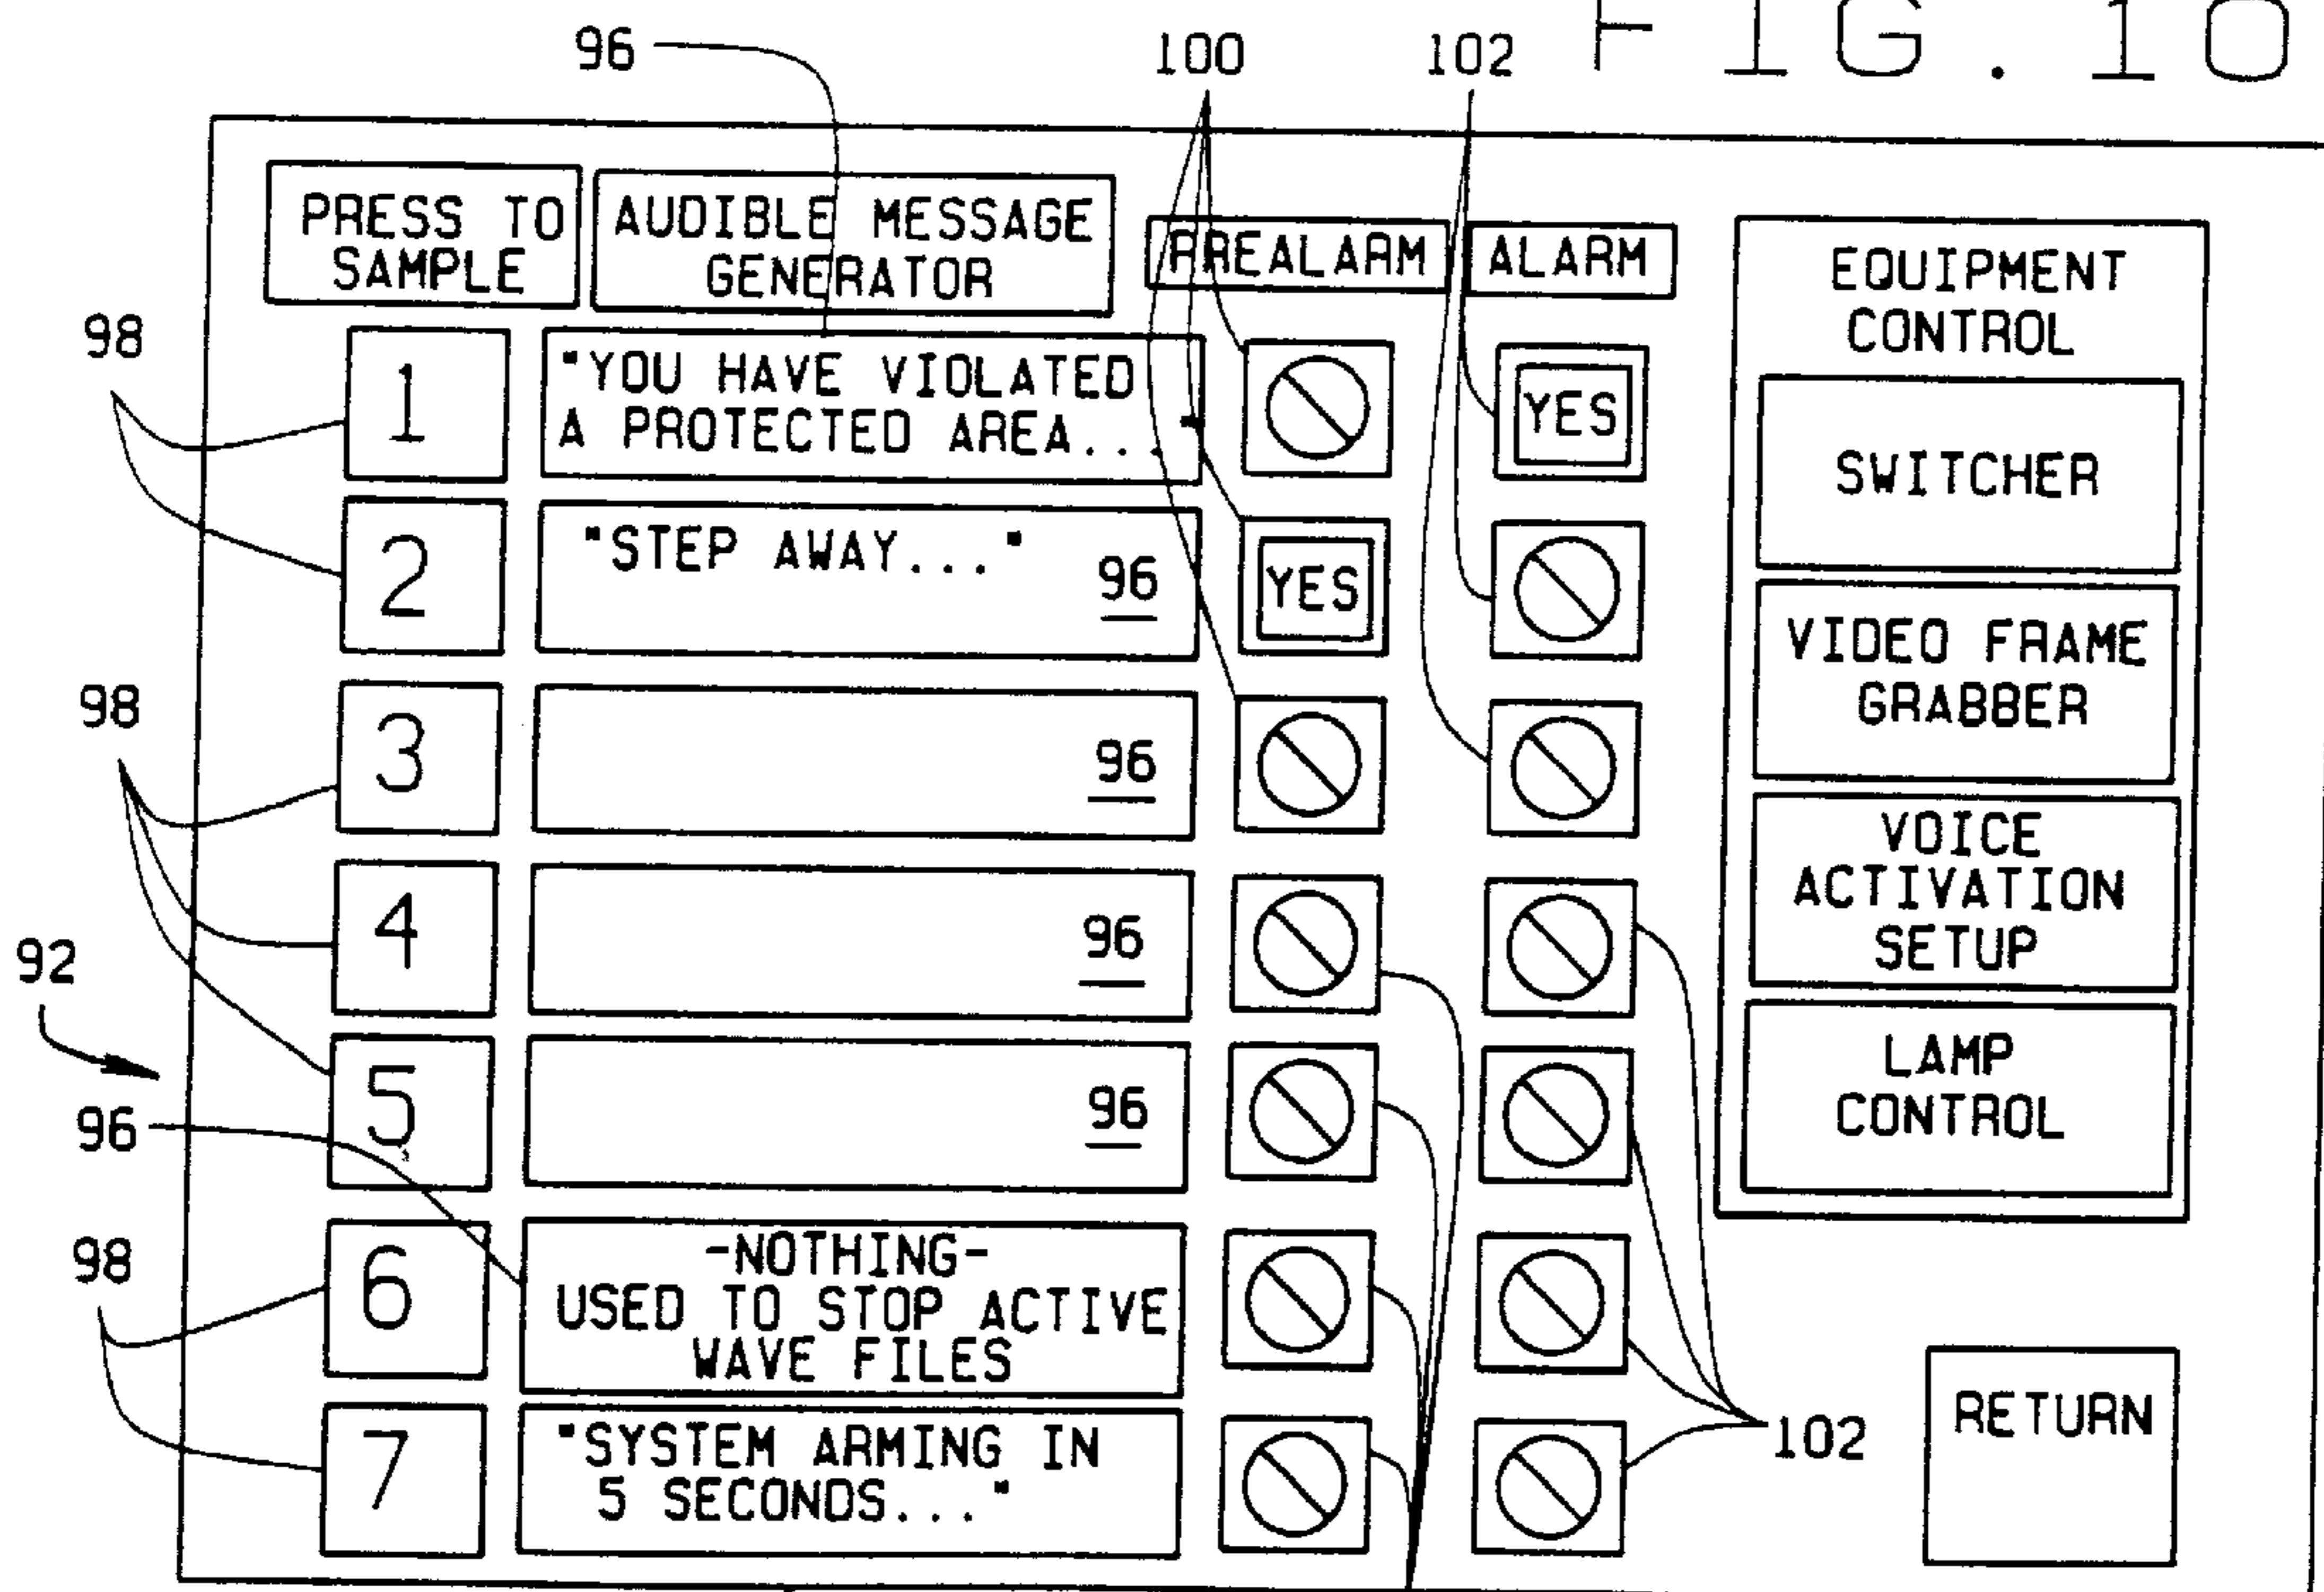 FIG.10
96
100
102
PRESS TO
SAMPLE
AUDIBLE MESSAGE
GENERATOR
PREALARM
ALARM
EQUIPMENT
CONTROL
98
1
"YOU HAVE VIOLATED
A PROTECTED AREA..."
YES
SWITCHER
2
"STEP AWAY... "
96
YES
VIDEO FRAME
GRABBER
98
3
96
VOICE
ACTIVATION
SETUP
92
4
96
LAMP
CONTROL
96
5
96
98
6
-NOTHING-
USED TO STOP ACTIVE
WAVE FILES
7
"SYSTEM ARMING IN
5 SECONDS..."
102
RETURN